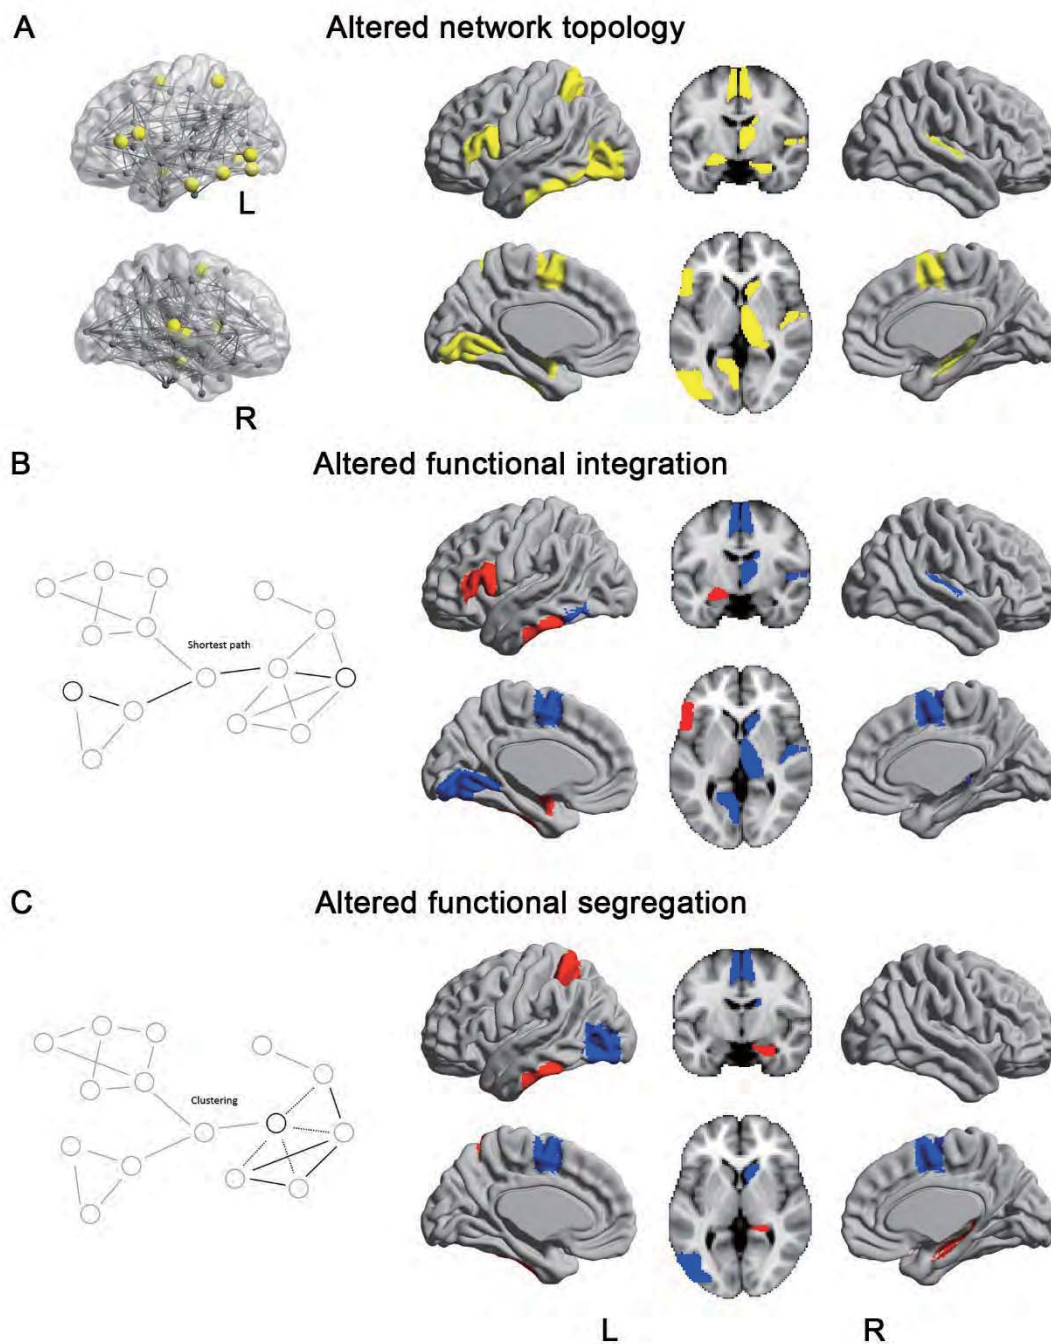 A
Altered network topology
L
R
B
Altered functional integration
Shortest path
C
Altered functional segregation
Clustering
L
R